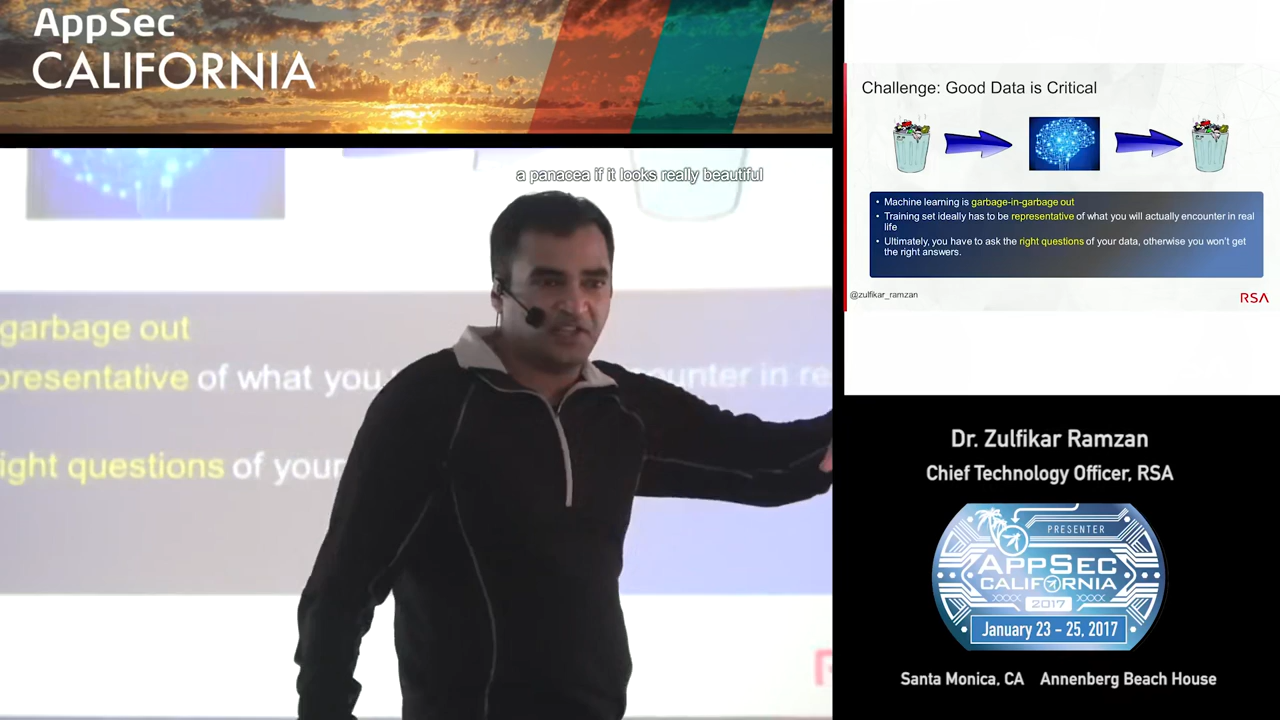 AppSec
CALIFORNIA
a panacea if it looks really beautiful
garbage out
presentative of what you
counter in re
ight questions of your
R
Challenge: Good Data is Critical
• Machine learning is garbage-in-garbage out
• Training set ideally has to be representative of what you will actually encounter in real
life
• Ultimately, you have to ask the right questions of your data, otherwise you won't get
the right answers.
@zulfikar_ramzan
RSA
Dr. Zulfikar Ramzan
Chief Technology Officer, RSA
PRESENTER
APPSEC
CALIFORNIA
2017
January 23 - 25, 2017
Santa Monica, CA Annenberg Beach House